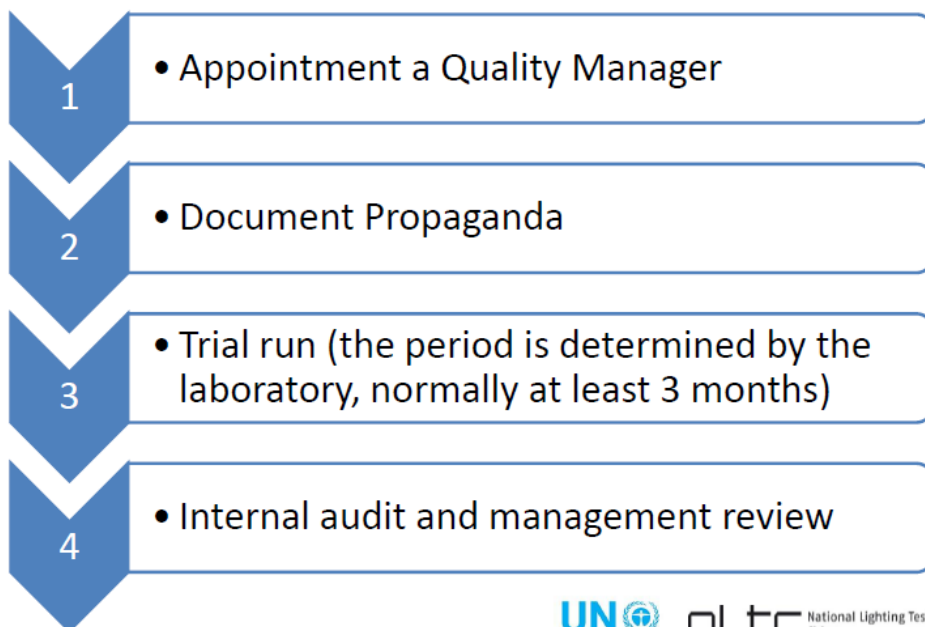 1
• Appointment a Quality Manager
2
• Document Propaganda
3
• Trial run (the period is determined by the
laboratory, normally at least 3 months)
4
• Internal audit and management review
UN
National Lighting Tes